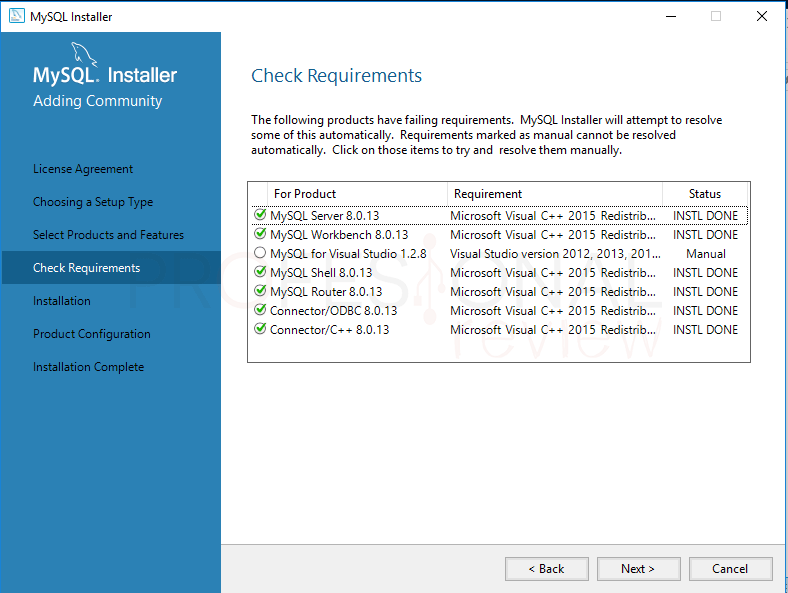 MySQL Installer
MySQL. Installer
Adding Community
License Agreement
Choosing a Setup Type
Select Products and Features
Check Requirements
Installation
Product Configuration
Installation Complete
Check Requirements
The following products have failing requirements. MySQL Installer will attempt to resolve
some of this automatically. Requirements marked as manual cannot be resolved
automatically. Click on those items to try and resolve them manually.
For Product Requirement Status
MySQL Server 8.0.13 Microsoft Visual C++ 2015 Redistrib... INSTL DONE
MySQL Workbench 8.0.13 Microsoft Visual C++ 2015 Redistrib... INSTL DONE
MySQL for Visual Studio 1.2.8 Visual Studio version 2012, 2013, 201... Manual
MySQL Shell 8.0.13 Microsoft Visual C++ 2015 Redistrib... INSTL DONE
MySQL Router 8.0.13 Microsoft Visual C++ 2015 Redistrib... INSTL DONE
Connector/ODBC 8.0.13 Microsoft Visual C++ 2015 Redistrib... INSTL DONE
Connector/C++ 8.0.13 Microsoft Visual C++ 2015 Redistrib... INSTL DONE
PROFESIONAL
review
< Back Next > Cancel